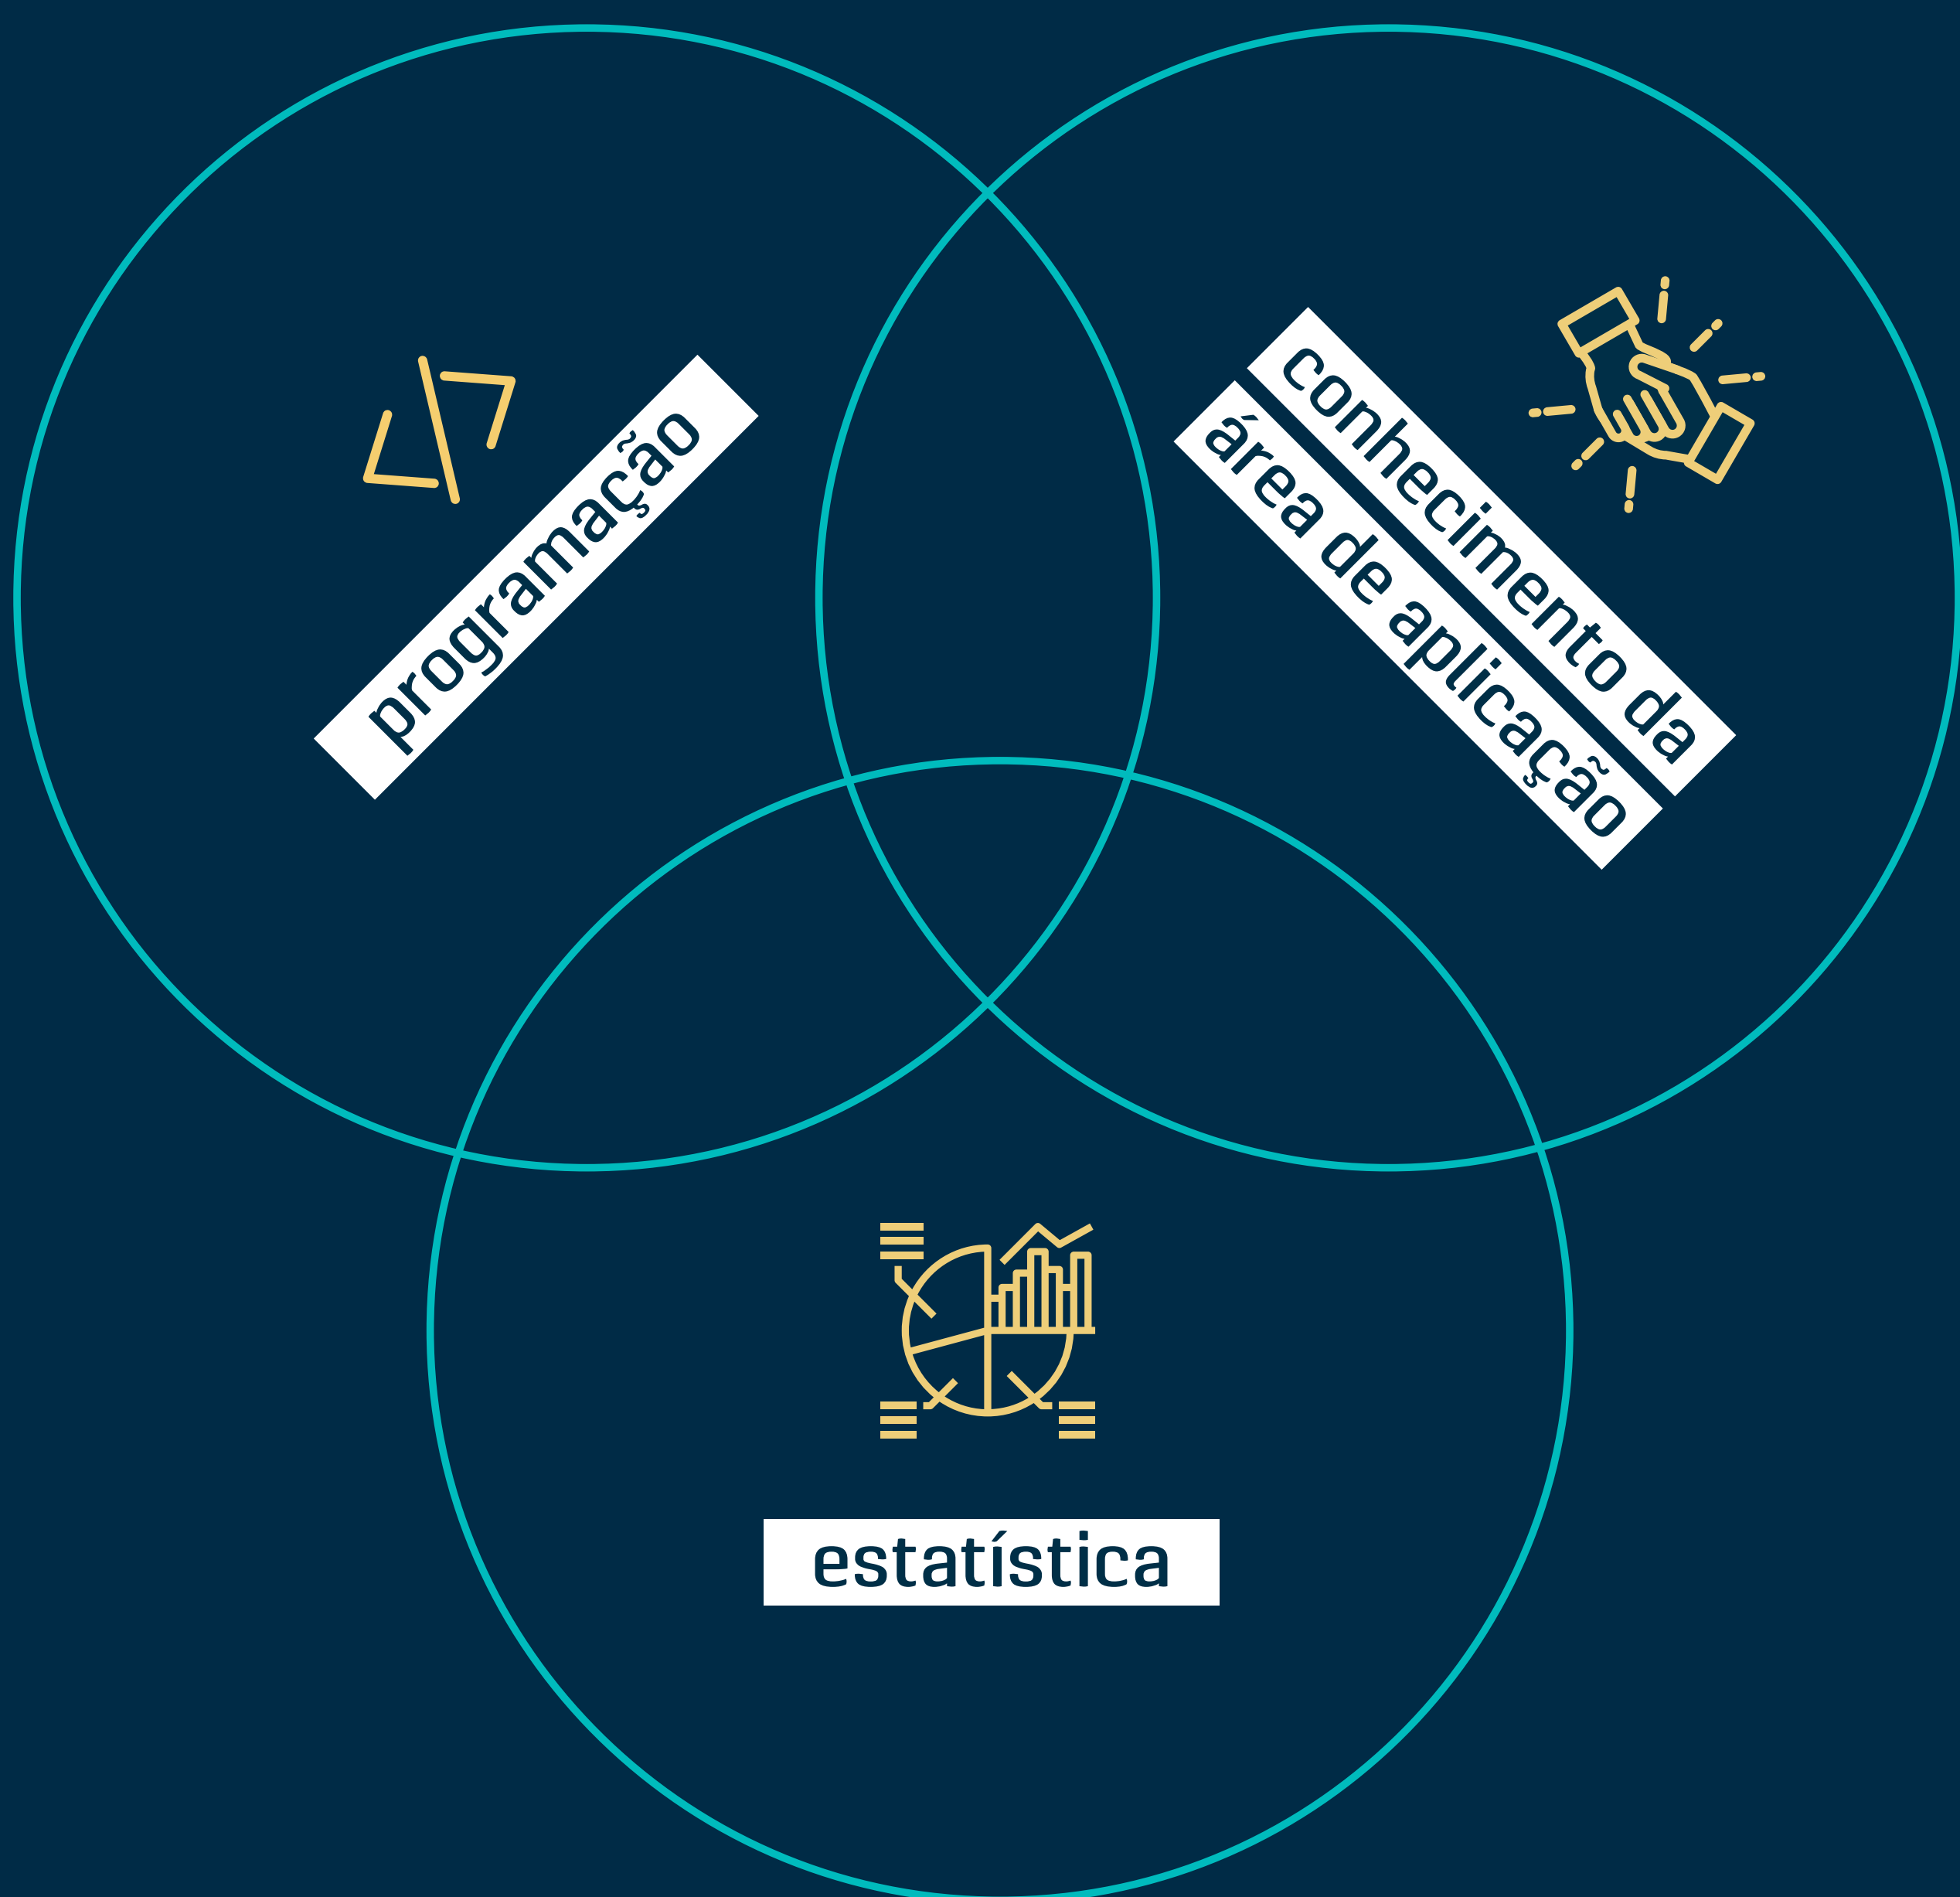 programação
conhecimento da
área de aplicação
estatística